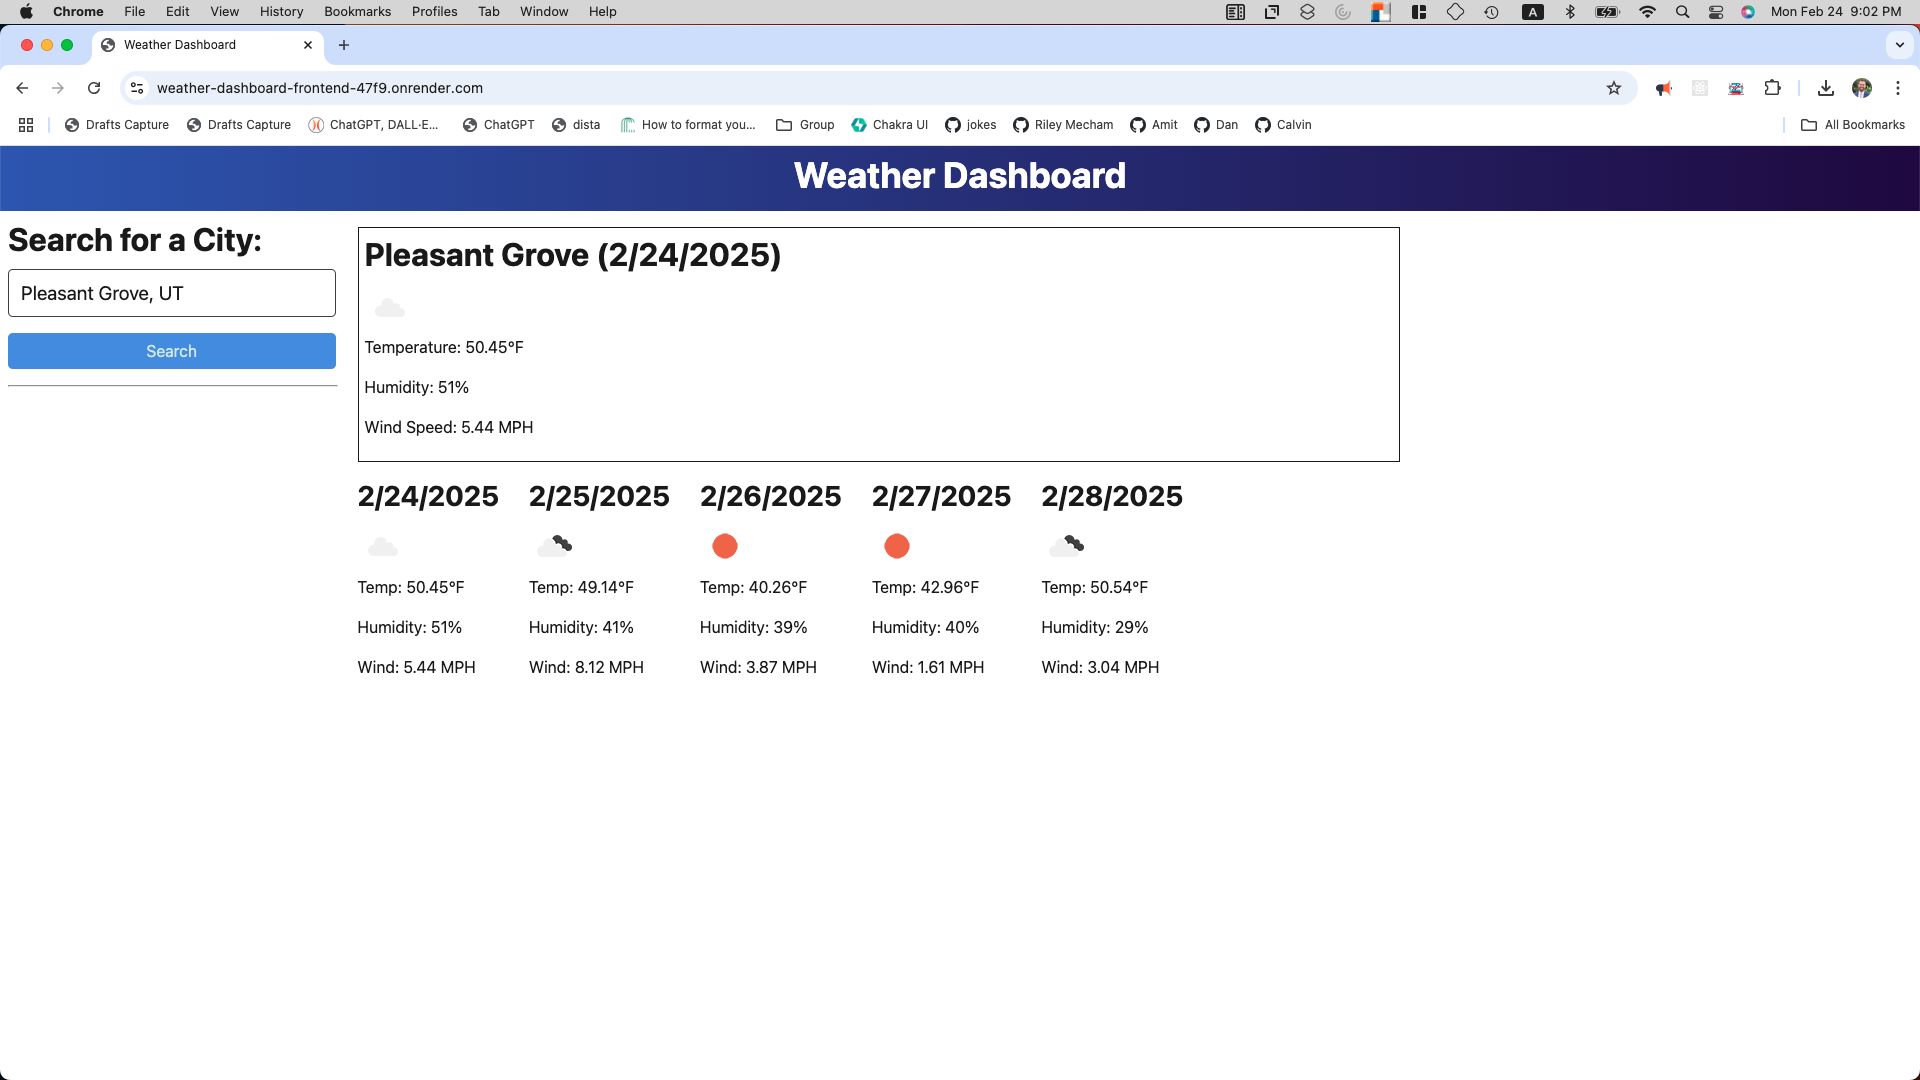 Chrome File Edit View History Bookmarks Profiles Tab Window Help A Mon Feb 24 9:02 PM
Weather Dashboard
weather-dashboard-frontend-47f9.onrender.com
Drafts Capture Drafts Capture ChatGPT, DALL·E... ChatGPT dista How to format you... Group Chakra UI jokes Riley Mecham Amit Dan Calvin All Bookmarks
Weather Dashboard
Search for a City:
Pleasant Grove, UT
Search
Pleasant Grove (2/24/2025)
Temperature: 50.45°F
Humidity: 51%
Wind Speed: 5.44 MPH
2/24/2025 2/25/2025 2/26/2025 2/27/2025 2/28/2025
Temp: 50.45°F Temp: 49.14°F Temp: 40.26°F Temp: 42.96°F Temp: 50.54°F
Humidity: 51% Humidity: 41% Humidity: 39% Humidity: 40% Humidity: 29%
Wind: 5.44 MPH Wind: 8.12 MPH Wind: 3.87 MPH Wind: 1.61 MPH Wind: 3.04 MPH